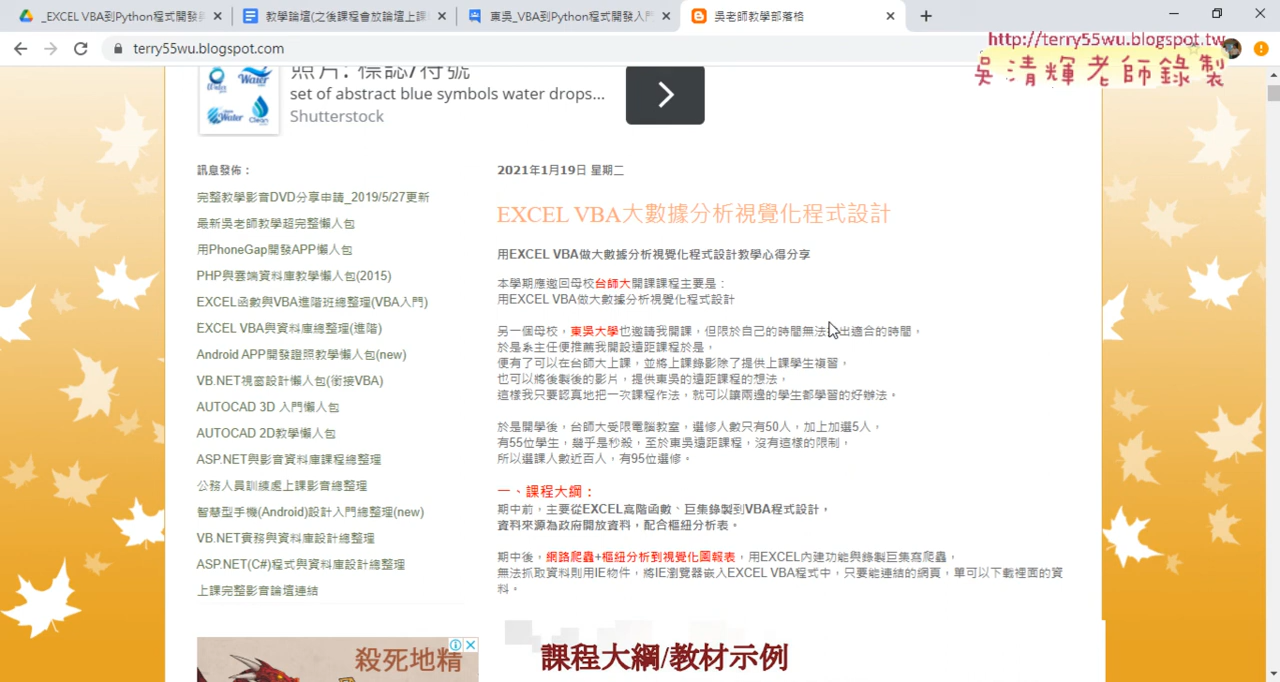 _EXCEL VBA到Python程式開發
教學論壇(之後課程會放論壇上課
東吳_VBA到Python程式開發入門
吳老師教學部落格
terry55wu.blogspot.com
http://terry55wu.blogspot.tw
吳清輝老師錄製
照片: 標誌/符號
set of abstract blue symbols water drops...
Shutterstock
訊息發佈：
完整教學影音DVD分享申請_2019/5/27更新
最新吳老師教學超完整懶人包
用PhoneGap開發APP懶人包
PHP與雲端資料庫教學懶人包(2015)
EXCEL函數與VBA進階班總整理(VBA入門)
EXCEL VBA與資料庫總整理(進階)
Android APP開發證照教學懶人包(new)
VB.NET視窗設計懶人包(銜接VBA)
AUTOCAD 3D 入門懶人包
AUTOCAD 2D教學懶人包
ASP.NET與影音資料庫課程總整理
公務人員訓練處上課影音總整理
智慧型手機(Android)設計入門總整理(new)
VB.NET實務與資料庫設計總整理
ASP.NET(C#)程式與資料庫設計總整理
上課完整影音論壇連結
殺死地精
2021年1月19日 星期二
EXCEL VBA大數據分析視覺化程式設計
用EXCEL VBA做大數據分析視覺化程式設計教學心得分享
本學期應邀回母校台師大開課課程主要是：
用EXCEL VBA做大數據分析視覺化程式設計
另一個母校，東吳大學也邀請我開課，但限於自己的時間無法出適合的時間，
於是系主任便推薦我開設遠距課程於是，
便有了可以在台師大上課，並將上課錄影除了提供上課學生複習，
也可以將後製後的影片，提供東吳的遠距課程的想法，
這樣我只要認真地把一次課程作法，就可以讓兩邊的學生都學習的好辦法。
於是開學後，台師大受限電腦教室，選修人數只有50人，加上加選5人，
有55位學生，幾乎是秒殺，至於東吳遠距課程，沒有這樣的限制，
所以選課人數近百人，有95位選修。
一、課程大綱：
期中前，主要從EXCEL高階函數、巨集錄製到VBA程式設計，
資料來源為政府開放資料，配合樞紐分析表。
期中後，網路爬蟲+樞紐分析到視覺化圖報表，用EXCEL內建功能與錄製巨集寫爬蟲，
無法抓取資料則用IE物件，將IE瀏覽器嵌入EXCEL VBA程式中，只要能連結的網頁，單可以下載裡面的資
料。
課程大綱/教材示例